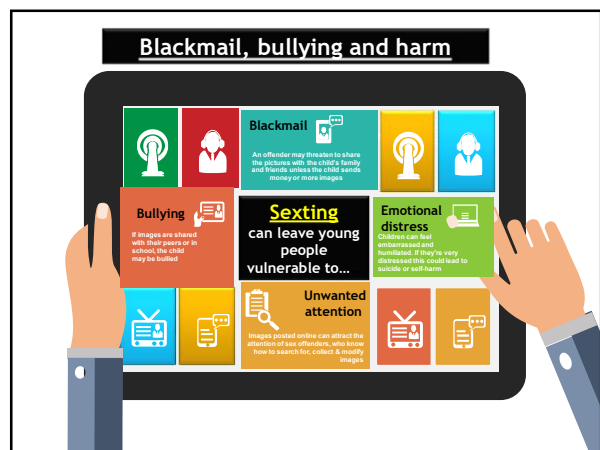 Blackmail, bullying and harm
Blackmail
An offender may threaten to share
the pictures with the child's family
and friends unless the child sends
money or more images
Bullying
If images are shared
with their peers or in
school, the child
may be bullied
Sexting
can leave young
people
vulnerable to...
Emotional
distress
Children can feel
embarrassed and
humiliated. If they're very
distressed this could lead to
suicide or self-harm
Unwanted
attention
Images posted online can attract the
attention of sex offenders, who know
how to search for, collect & modify
images